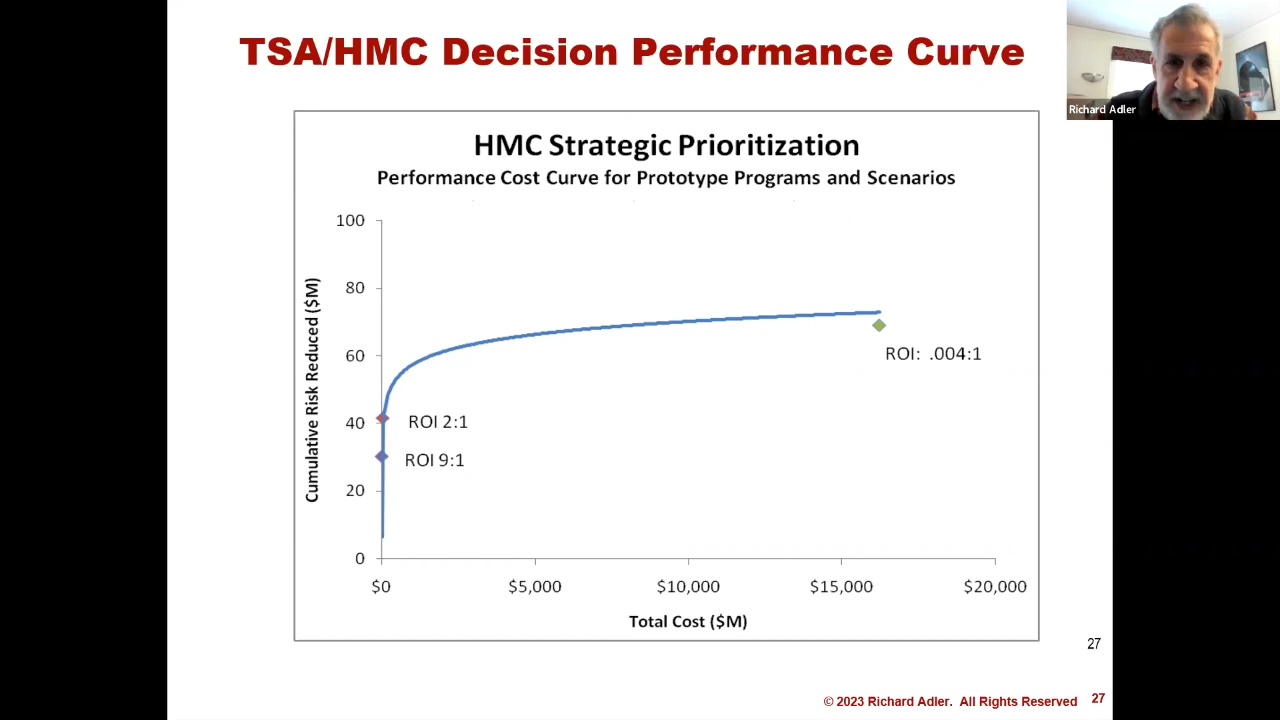 TSA/HMC Decision Performance Curve
Richard Adler
HMC Strategic Prioritization
Performance Cost Curve for Prototype Programs and Scenarios
Cumulative Risk Reduced ($M)
100
80
60
40
20
0
ROI: .004:1
ROI 2:1
ROI 9:1
$0 $5,000 $10,000 $15,000 $20,000
Total Cost ($M)
27
© 2023 Richard Adler. All Rights Reserved 27